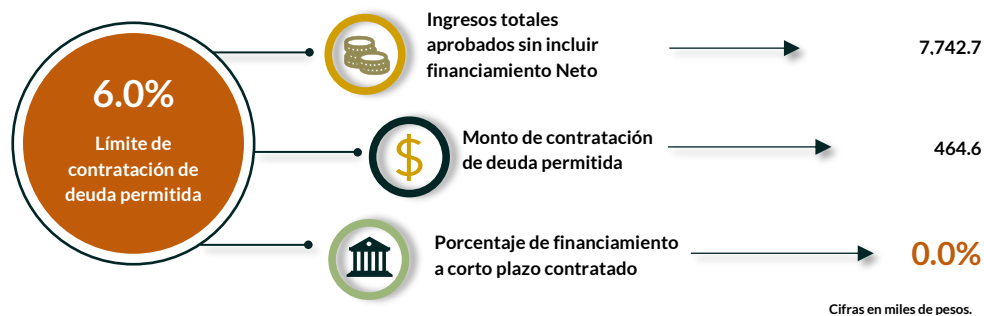 6.0%
Límite de
contratación de
deuda permitida
Ingresos totales
aprobados sin incluir
financiamiento Neto
7,742.7
$
Monto de contratación
de deuda permitida
464.6
Porcentaje de financiamiento
a corto plazo contratado
0.0%
Cifras en miles de pesos.